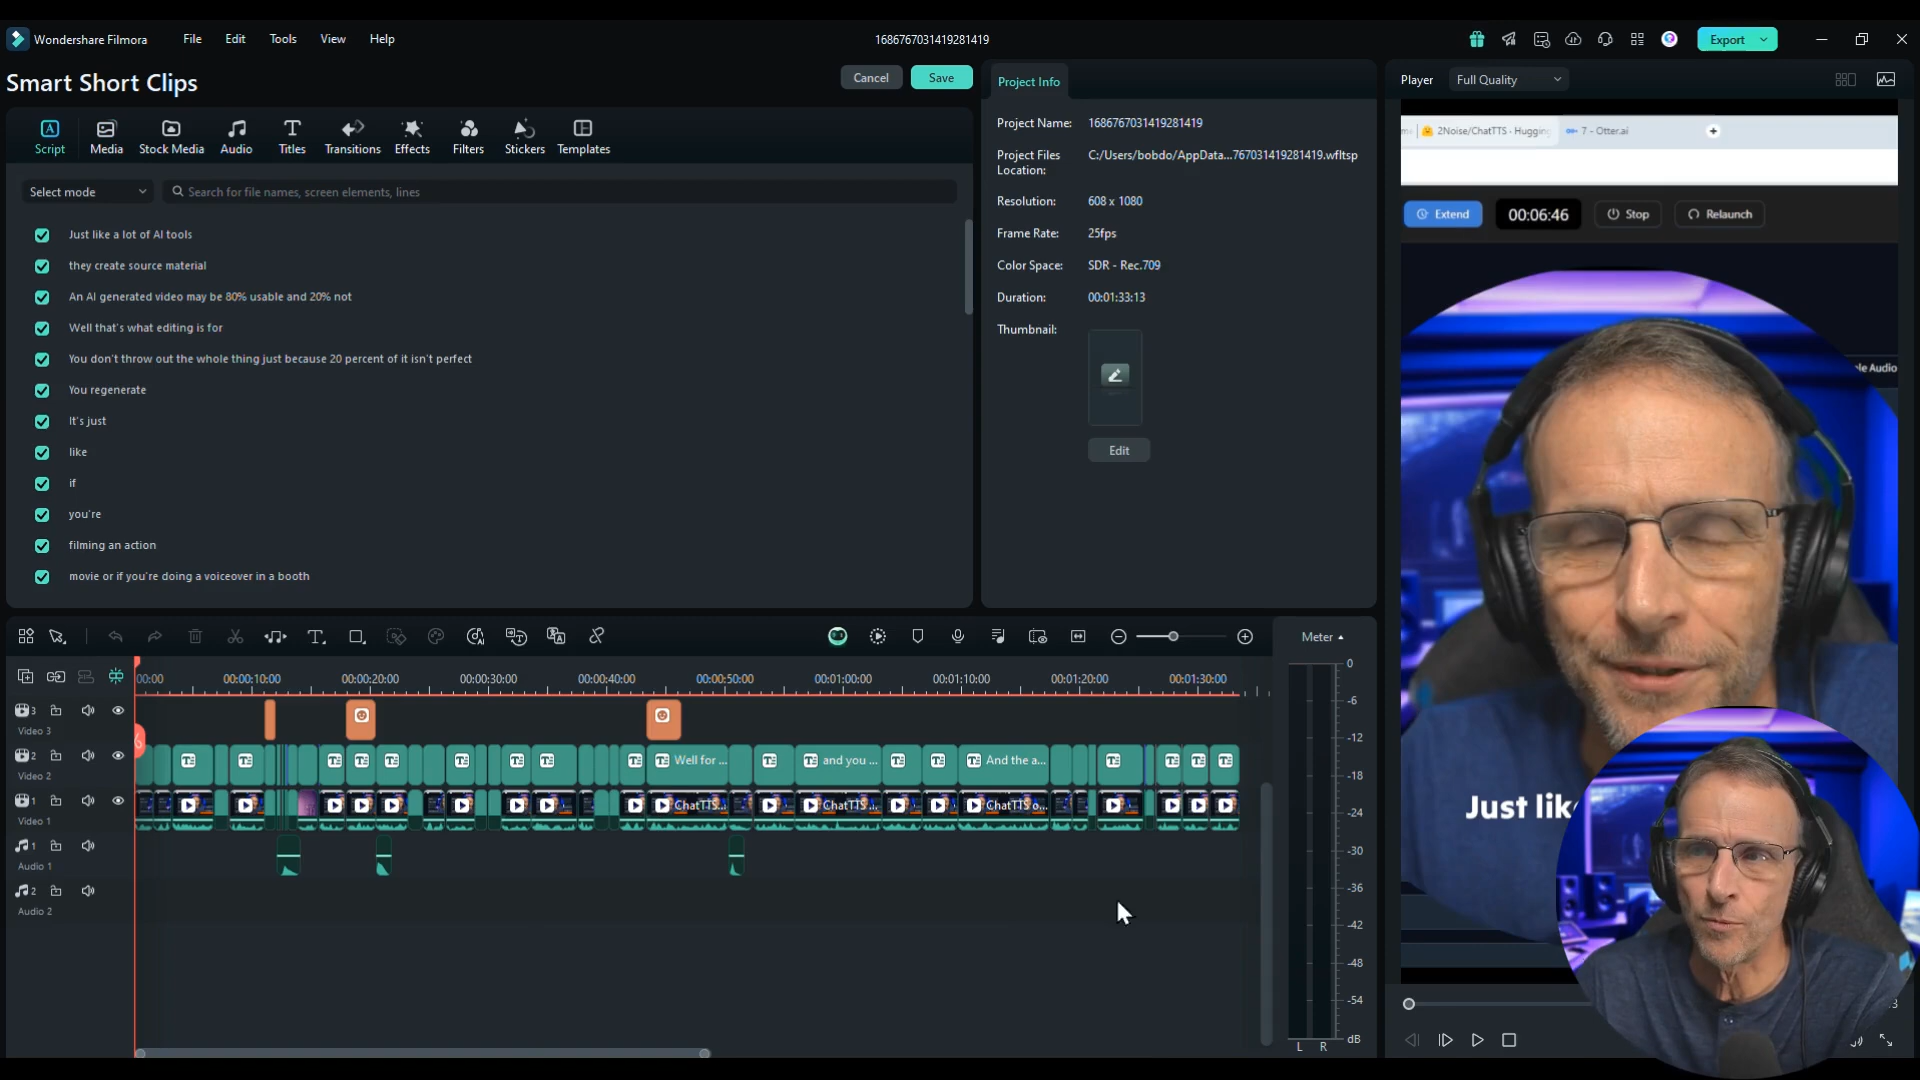 Wondershare Filmora
File
Edit
Tools
View
Help
1686767031419281419
Export
Smart Short Clips
Cancel
Save
Script
Media
Stock Media
Audio
Titles
Transitions
Effects
Filters
Stickers
Templates
Select mode
Search for file names, screen elements, lines
Just like a lot of AI tools
they create source material
An AI generated video may be 80% usable and 20% not
Well that's what editing is for
You don't throw out the whole thing just because 20 percent of it isn't perfect
You regenerate
It's just
like
if
you're
filming an action
movie or if you're doing a voiceover in a booth
Project Info
Project Name: 1686767031419281419
Project Files Location: C:/Users/bobdo/AppData...767031419281419.wfltsp
Resolution: 608 x 1080
Frame Rate: 25fps
Color Space: SDR - Rec.709
Duration: 00:01:33:13
Thumbnail:
Edit
Player
Full Quality
2Noise/ChatTTS · Hugging
7 - Otter.ai
Extend
00:06:46
Stop
Relaunch
le Audio
Just lik
Meter
00:00
00:00:10:00
00:00:20:00
00:00:30:00
00:00:40:00
00:00:50:00
00:01:00:00
00:01:10:00
00:01:20:00
00:01:30:00
3
Video 3
2
Video 2
Well for ...
and you ...
And the a...
1
Video 1
ChatTTS...
ChatTTS ...
ChatTTS o...
1
Audio 1
2
Audio 2
0
-6
-12
-18
-24
-30
-36
-42
-48
-54
dB
L
R